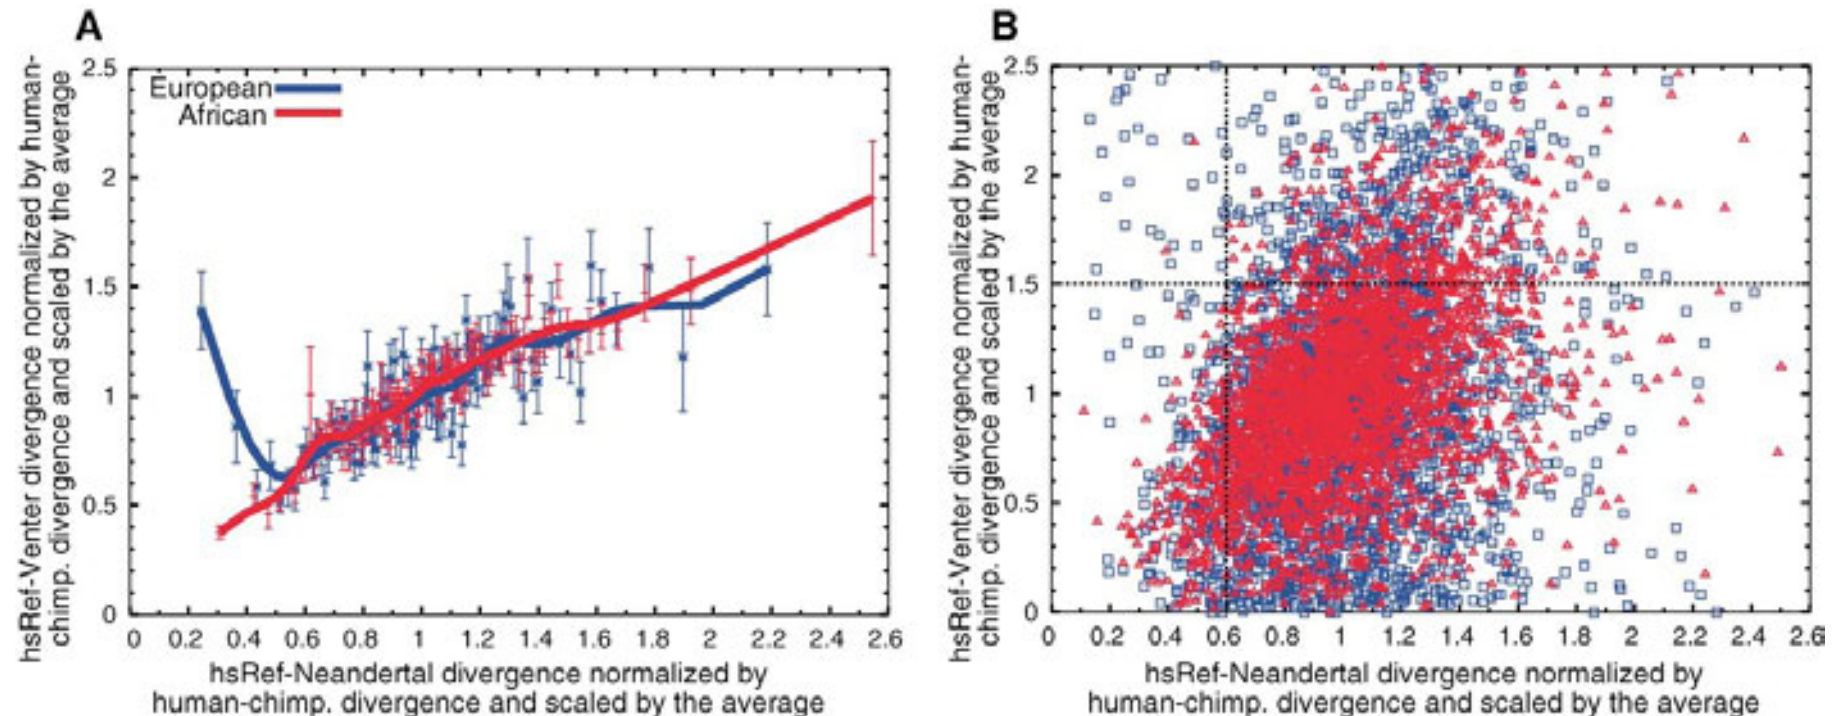 A
hsRef-Venter divergence normalized by human-
chimp. divergence and scaled by the average
2.5
2
1.5
1
0.5
0
European
African
0 0.2 0.4 0.6 0.8 1 1.2 1.4 1.6 1.8 2 2.2 2.4 2.6
hsRef-Neandertal divergence normalized by
human-chimp. divergence and scaled by the average
B
hsRef-Venter divergence normalized by human-
chimp. divergence and scaled by the average
2.5
2
1.5
1
0.5
0
0 0.2 0.4 0.6 0.8 1 1.2 1.4 1.6 1.8 2 2.2 2.4 2.6
hsRef-Neandertal divergence normalized by
human-chimp. divergence and scaled by the average